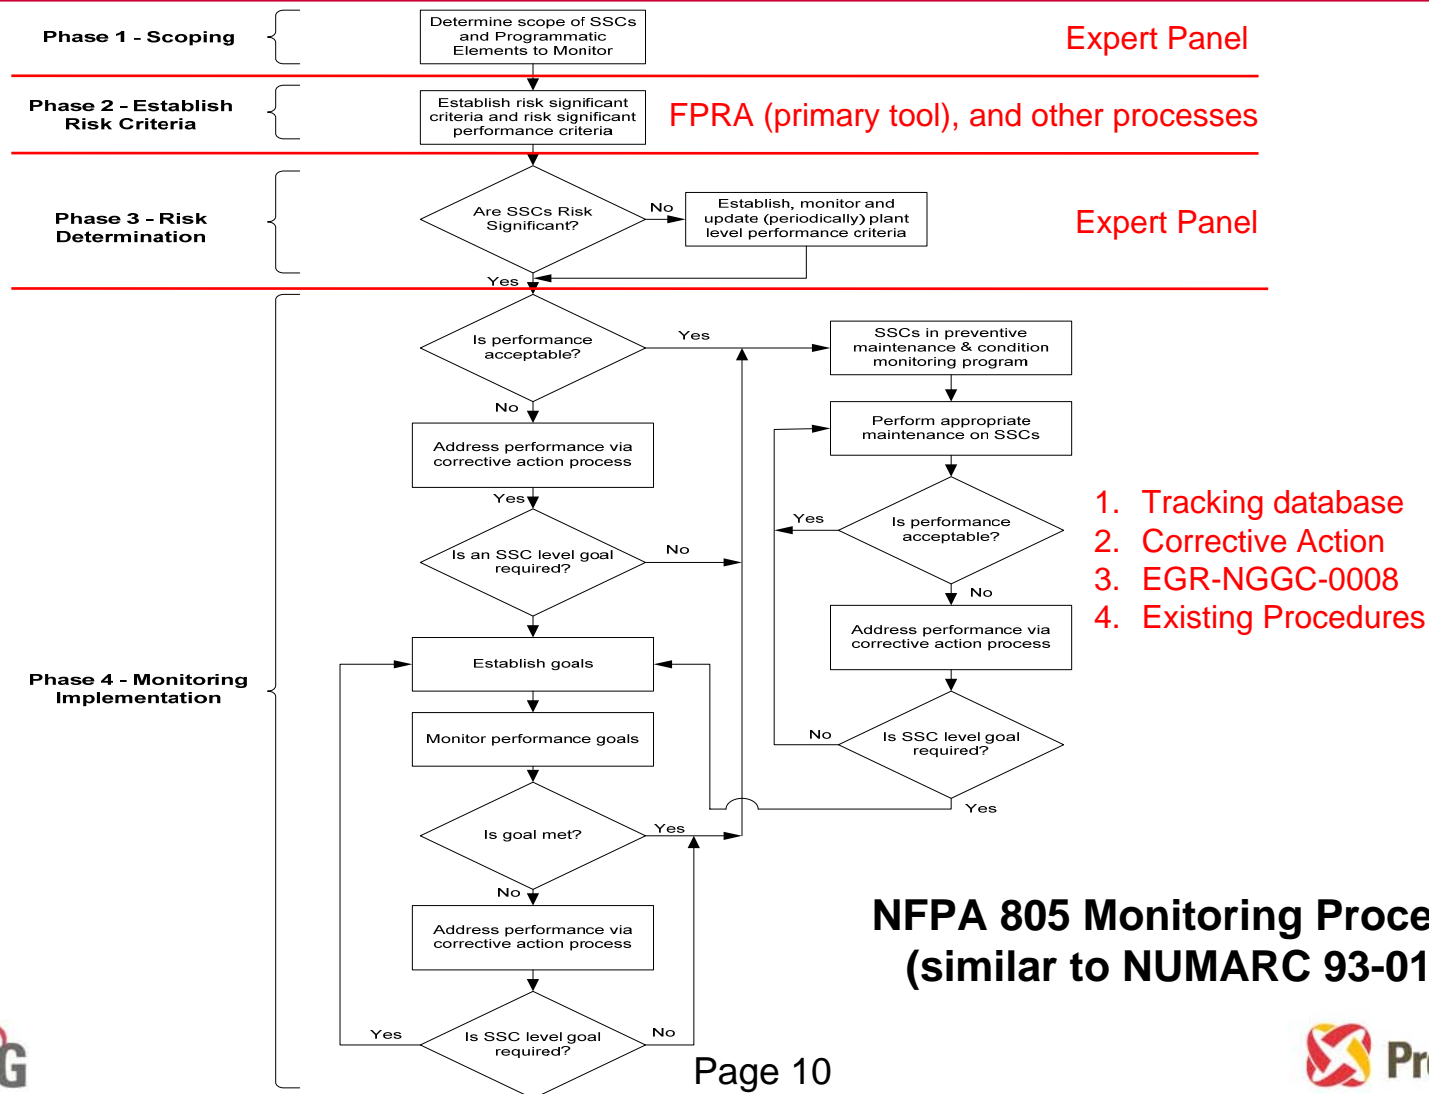 Phase 1 - Scoping
Determine scope of SSCs
and Programmatic
Elements to Monitor
Expert Panel
Phase 2 - Establish
Risk Criteria
Establish risk significant
criteria and risk significant
performance criteria
FPRA (primary tool), and other processes
Phase 3 - Risk
Determination
Are SSCs Risk
Significant?
No
Establish, monitor and
update (periodically) plant
level performance criteria
Expert Panel
Yes
Phase 4 - Monitoring
Implementation
Is performance
acceptable?
Yes
No
Address performance via
corrective action process
Yes
Is an SSC level goal
required?
No
Establish goals
Monitor performance goals
Is goal met?
Yes
No
Address performance via
corrective action process
Is SSC level goal
required?
Yes
No
SSCs in preventive
maintenance & condition
monitoring program
Perform appropriate
maintenance on SSCs
Is performance
acceptable?
Yes
No
Address performance via
corrective action process
Is SSC level goal
required?
No
Yes
1. Tracking database
2. Corrective Action
3. EGR-NGGC-0008
4. Existing Procedures
NFPA 805 Monitoring Proce
(similar to NUMARC 93-01
G
Page 10
Pr